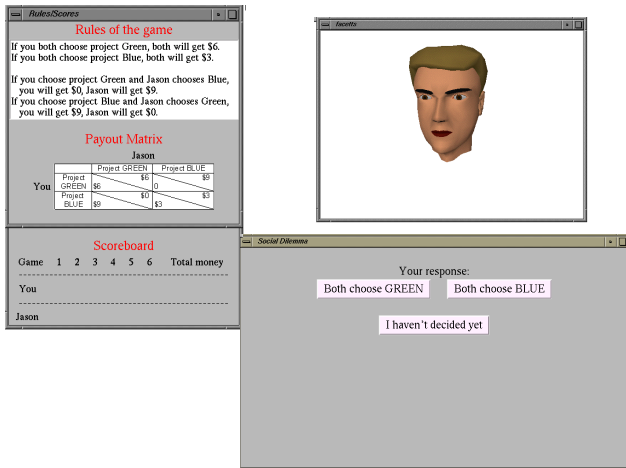 Rules/Scores
Rules of the game
If you both choose project Green, both will get $6.
If you both choose project Blue, both will get $3.
If you choose project Green and Jason chooses Blue,
you will get $0, Jason will get $9.
If you choose project Blue and Jason chooses Green,
you will get $9, Jason will get $0.
Payout Matrix
Jason
Project GREEN Project BLUE
You
Project GREEN $6 $6 $9 0
Project BLUE $0 $9 $3 $3
Scoreboard
Game 1 2 3 4 5 6 Total money
You
Jason
facetts
Social Dilemma
Your response:
Both choose GREEN Both choose BLUE
I haven't decided yet